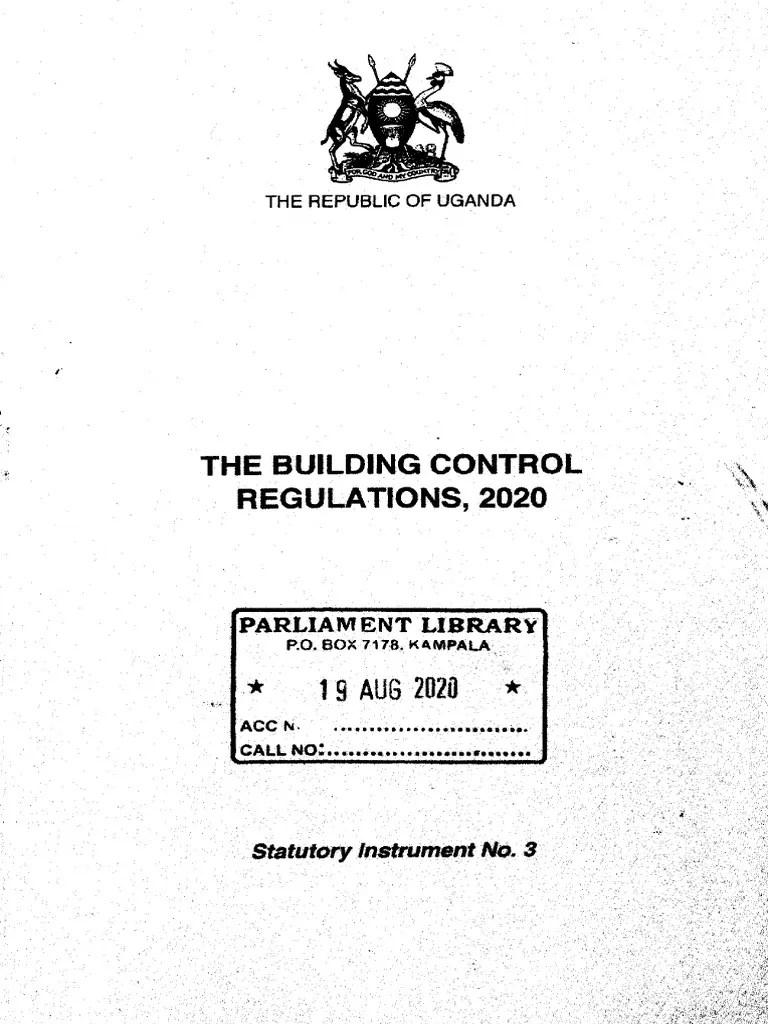 FOR GOD AND MY COUNTRY
THE REPUBLIC OF UGANDA
THE BUILDING CONTROL
REGULATIONS, 2020
PARLIAMENT LIBRARY
P.O. BOX 7178, KAMPALA
★ 19 AUG 2020 ★
ACC N. ...........................
CALL NO:............................
Statutory Instrument No. 3